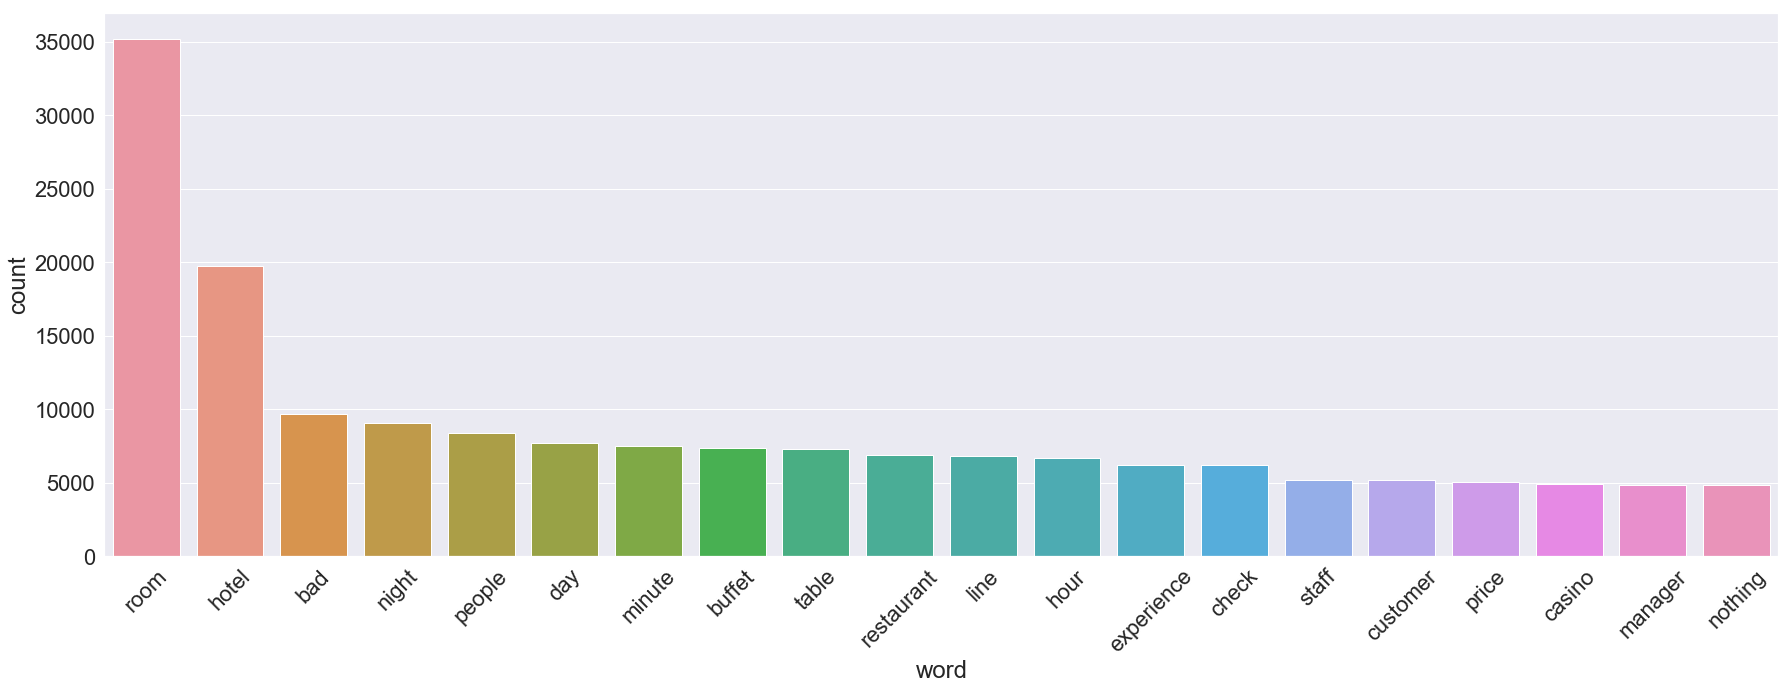 35000
30000
25000
20000
15000
10000
5000
0
count
room
hotel
bad
night
people
day
minute
buffet
table
restaurant
line
hour
experience
check
staff
customer
price
casino
manager
nothing
word